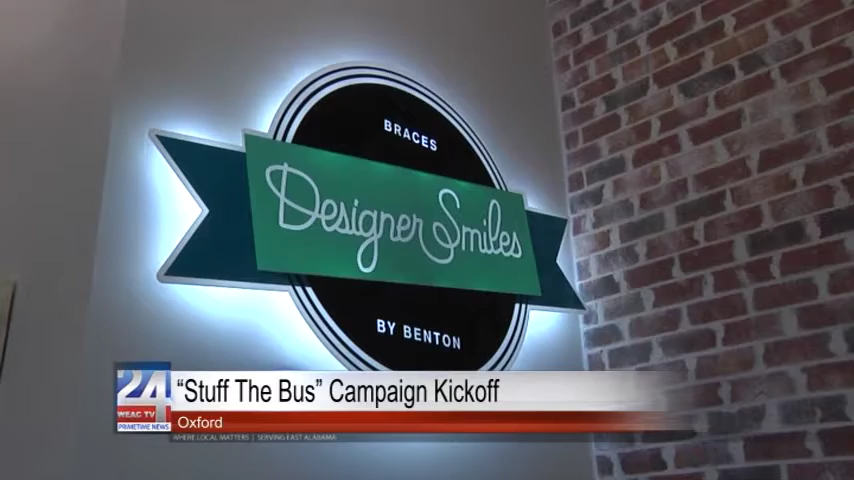 BRACES
Designer Smiles
BY BENTON
24
WEAC TV
PRIMETIME NEWS
“Stuff The Bus” Campaign Kickoff
Oxford
WHERE LOCAL MATTERS | SERVING EAST ALABAMA